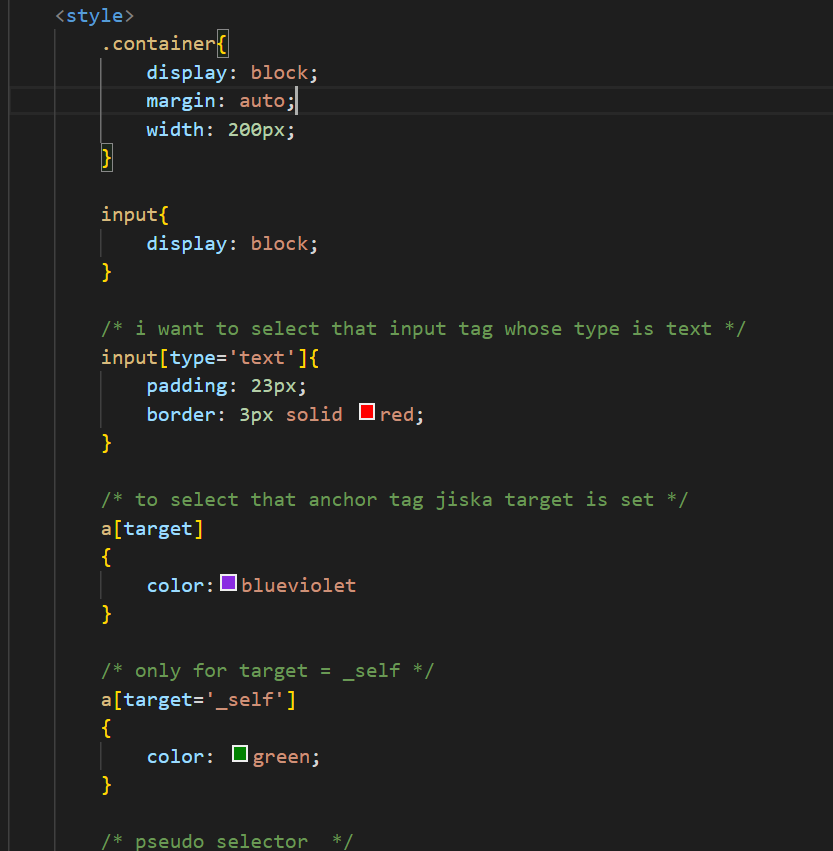 <style>
.container{
display: block;
margin: auto;
width: 200px;
}
input{
display: block;
}
/* i want to select that input tag whose type is text */
input[type='text']{
padding: 23px;
border: 3px solid red;
}
/* to select that anchor tag jiska target is set */
a[target]
{
color:blueviolet
}
/* only for target = _self */
a[target='_self']
{
color: green;
}
/* pseudo selector  */